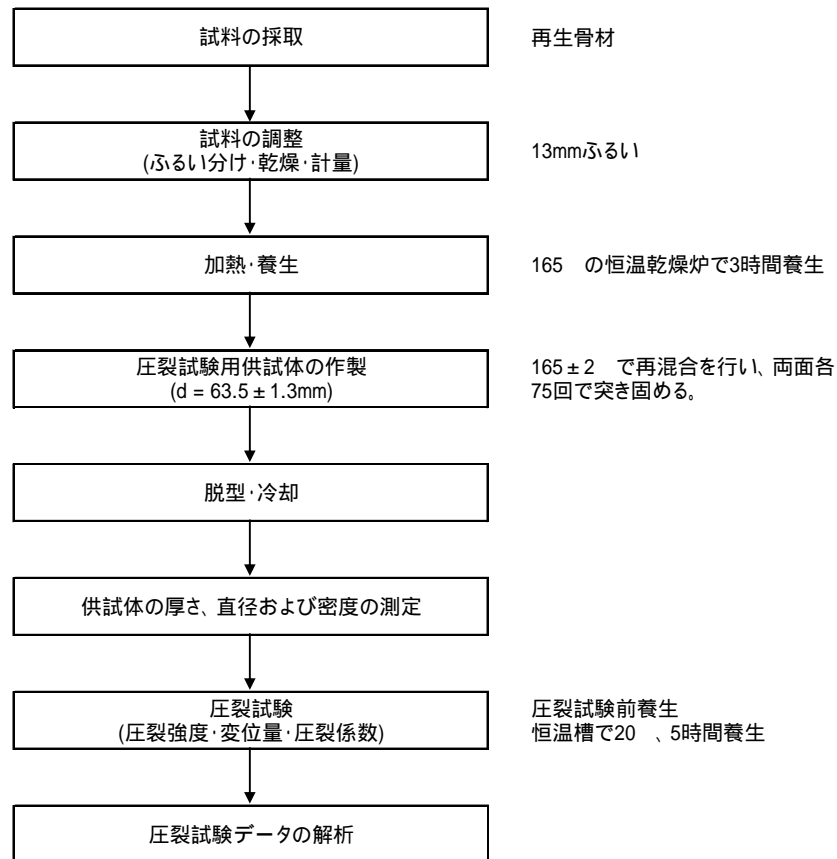 試料の採取
再生骨材
試料の調整
(ふるい分け·乾燥·計量)
13mmふるい
加熱·養生
165　の恒温乾燥炉で3時間養生
圧裂試験用供試体の作製
(d = 63.5 ± 1.3mm)
165 ± 2　で再混合を行い、両面各
75回で突き固める。
脱型·冷却
供試体の厚さ、直径および密度の測定
圧裂試験
(圧裂強度·変位量·圧裂係数)
圧裂試験前養生
恒温槽で20　、5時間養生
圧裂試験データの解析